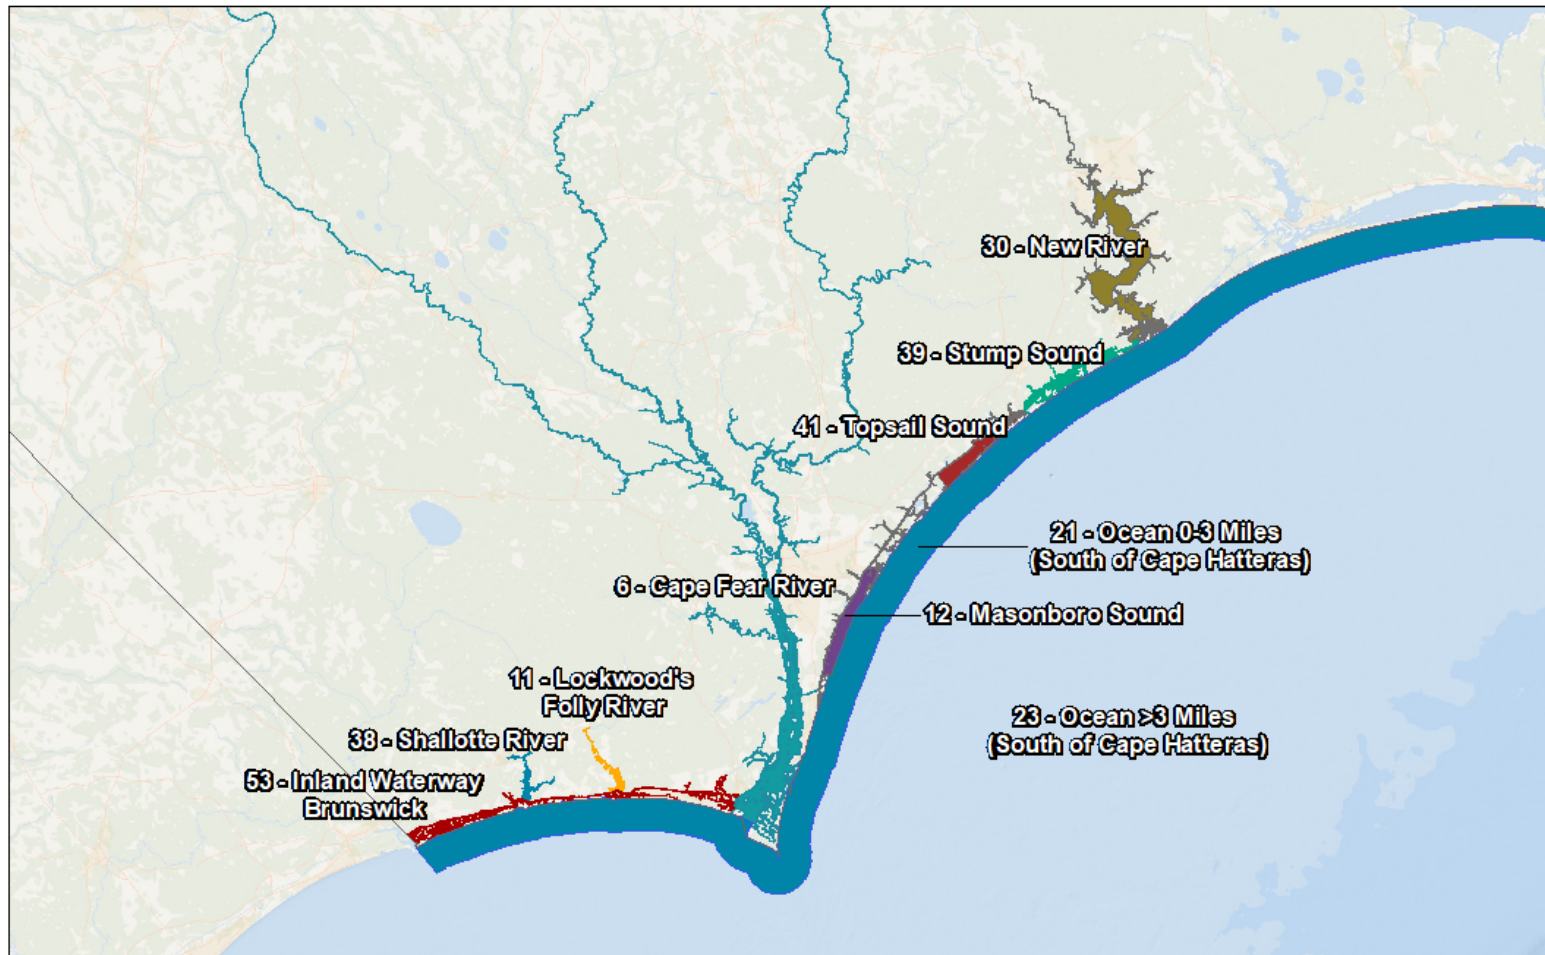 30 - New River
39 - Stump Sound
41 - Topsail Sound
21 - Ocean 0-3 Miles
(South of Cape Hatteras)
6 - Cape Fear River
12 - Masonboro Sound
11 - Lockwood's
Folly River
23 - Ocean >3 Miles
(South of Cape Hatteras)
38 - Shallotte River
53 - Inland Waterway
Brunswick